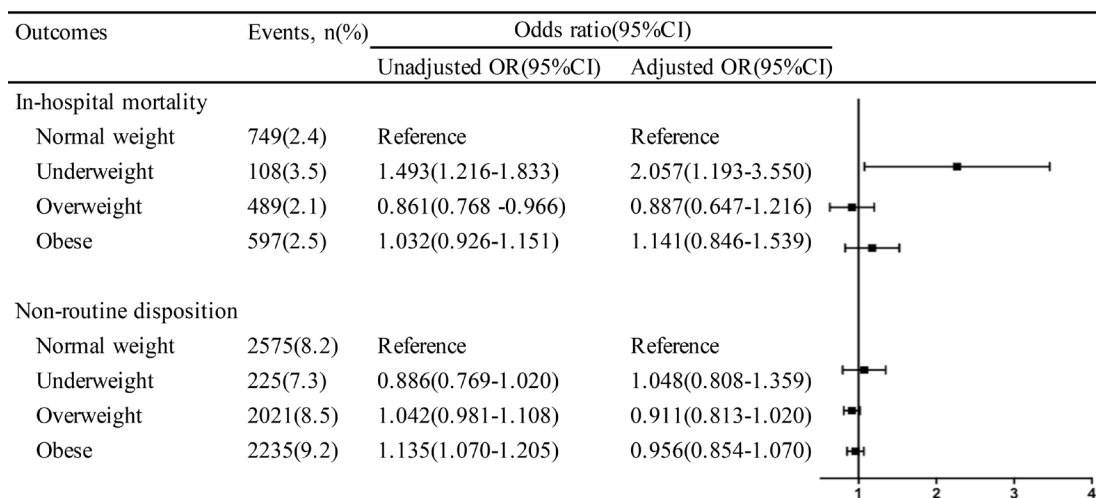 Outcomes Events, n(%) Odds ratio(95%CI)
Unadjusted OR(95%CI) Adjusted OR(95%CI)
In-hospital mortality
Normal weight 749(2.4) Reference Reference
Underweight 108(3.5) 1.493(1.216-1.833) 2.057(1.193-3.550)
Overweight 489(2.1) 0.861(0.768 -0.966) 0.887(0.647-1.216)
Obese 597(2.5) 1.032(0.926-1.151) 1.141(0.846-1.539)
Non-routine disposition
Normal weight 2575(8.2) Reference Reference
Underweight 225(7.3) 0.886(0.769-1.020) 1.048(0.808-1.359)
Overweight 2021(8.5) 1.042(0.981-1.108) 0.911(0.813-1.020)
Obese 2235(9.2) 1.135(1.070-1.205) 0.956(0.854-1.070)
1 2 3 4